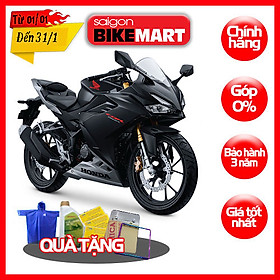 Từ 01/01
Đến 31/1
saigon
BIKEMART
Chính hãng
Góp 0%
Bảo hành 3 năm
Giá tốt nhất
HONDA
QUÀ TẶNG